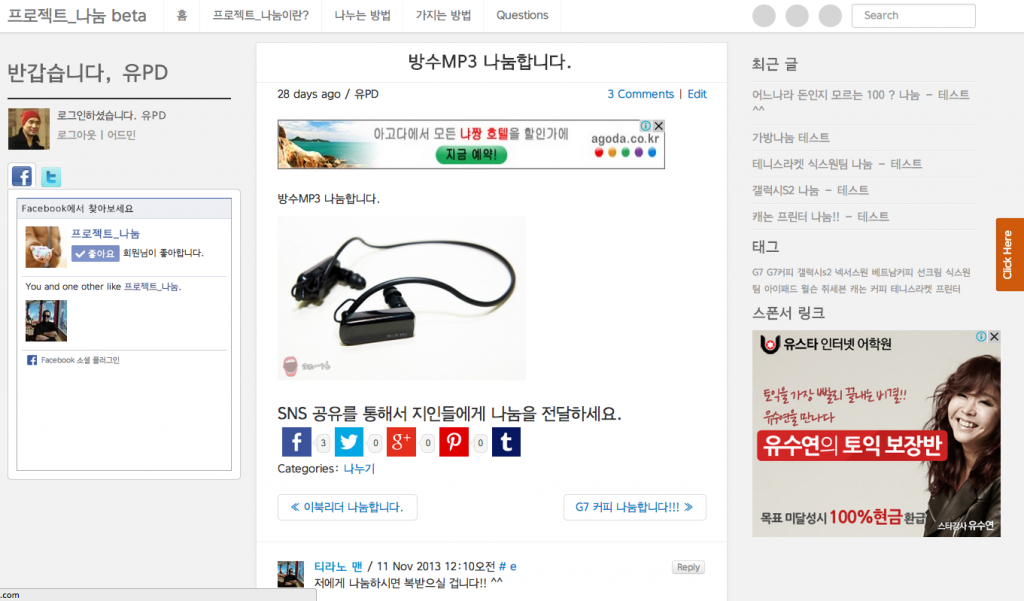 프로젝트_나눔 beta
홈
프로젝트_나눔이란?
나누는 방법
가지는 방법
Questions
Search
반갑습니다, 유PD
로그인하셨습니다. 유PD
로그아웃 | 어드민
Facebook에서 찾아보세요
프로젝트_나눔
좋아요 회원님이 좋아합니다.
You and one other like 프로젝트_나눔.
Facebook 소셜 플러그인
방수MP3 나눔합니다.
28 days ago / 유PD
3 Comments | Edit
아고다에서 모든 나짱 호텔을 할인가에
지금 예약!
agoda.co.kr
방수MP3 나눔합니다.
SNS 공유를 통해서 지인들에게 나눔을 전달하세요.
3
0
0
0
Categories: 나누기
≪ 이북리더 나눔합니다.
G7 커피 나눔합니다!!! ≫
티라노 맨 / 11 Nov 2013 12:10오전 # e
Reply
저에게 나눔하시면 복받으실 겁니다!! ^^
최근 글
어느나라 돈인지 모르는 100 ? 나눔 – 테스트
^^
가방나눔 테스트
테니스라켓 식스원팀 나눔 – 테스트
갤럭시S2 나눔 – 테스트
캐논 프린터 나눔!! – 테스트
태그
G7 G7커피 갤럭시s2 넥서스원 베트남커피 선크림 식스원
팀 아이패드 윌슨 쥐세븐 캐논 커피 테니스라켓 프린터
스폰서 링크
유스타 인터넷 어학원
토익을 가장 빨리 끝내는 비결!!
유수연을 만나다
유수연의 토익 보장반
목표 미달성시 100%현금환급
스타강사 유수연
Click Here
.com